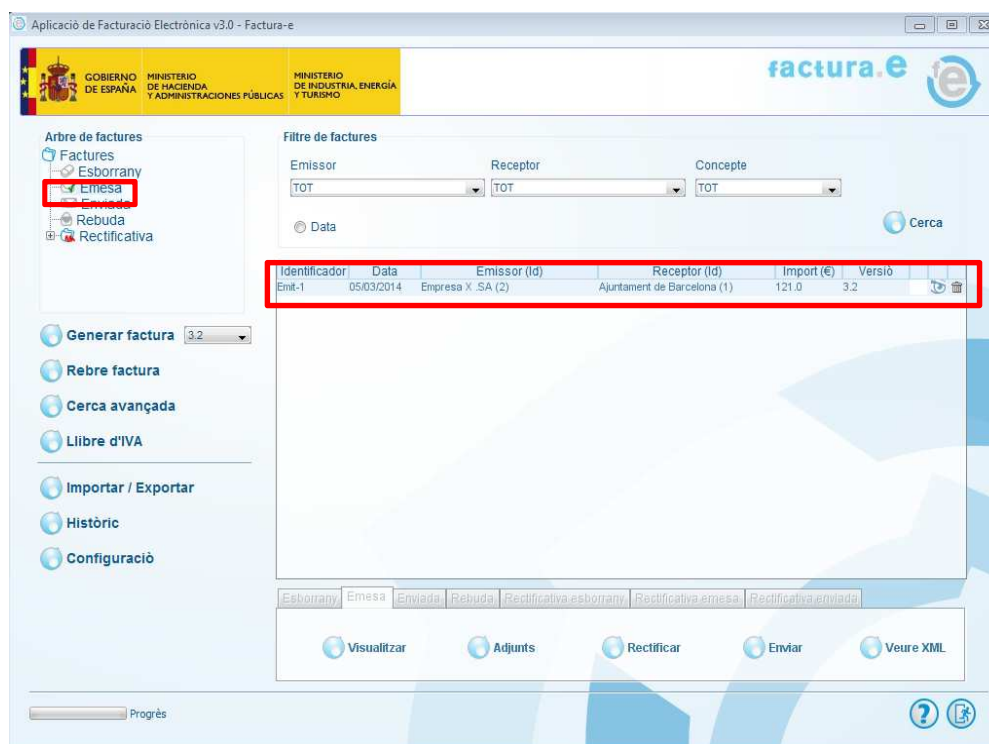 Aplicació de Facturació Electrònica v3.0 - Factura-e
GOBIERNO DE ESPAÑA
MINISTERIO DE HACIENDA Y ADMINISTRACIONES PÚBLICAS
MINISTERIO DE INDUSTRIA, ENERGÍA Y TURISMO
factura.e
Arbre de factures
Factures
Esborrany
Emesa
Enviada
Rebuda
Rectificativa
Filtre de factures
Emissor Receptor Concepte
TOT TOT TOT
Data
Cerca
Identificador Data Emissor (Id) Receptor (Id) Import (€) Versiò
Emit-1 05/03/2014 Empresa X .SA (2) Ajuntament de Barcelona (1) 121.0 3.2
Generar factura 3.2
Rebre factura
Cerca avançada
Llibre d'IVA
Importar / Exportar
Històric
Configuraciò
Esborrany Emesa Enviada Rebuda Rectificativa esborrany Rectificativa emesa Rectificativa enviada
Visualitzar Adjunts Rectificar Enviar Veure XML
Progrès